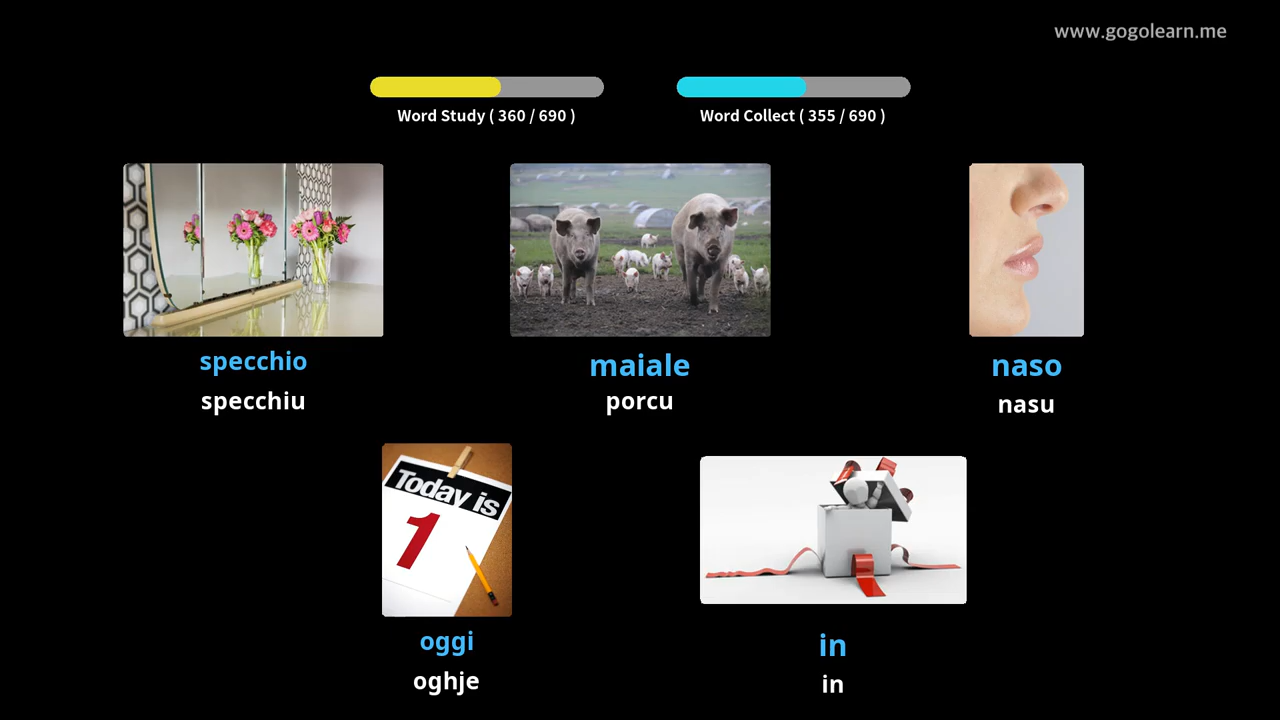 www.gogolearn.me
Word Study ( 360 / 690 )
Word Collect ( 355 / 690 )
specchio
specchiu
maiale
porcu
naso
nasu
Today is
1
oggi
oghje
in
in